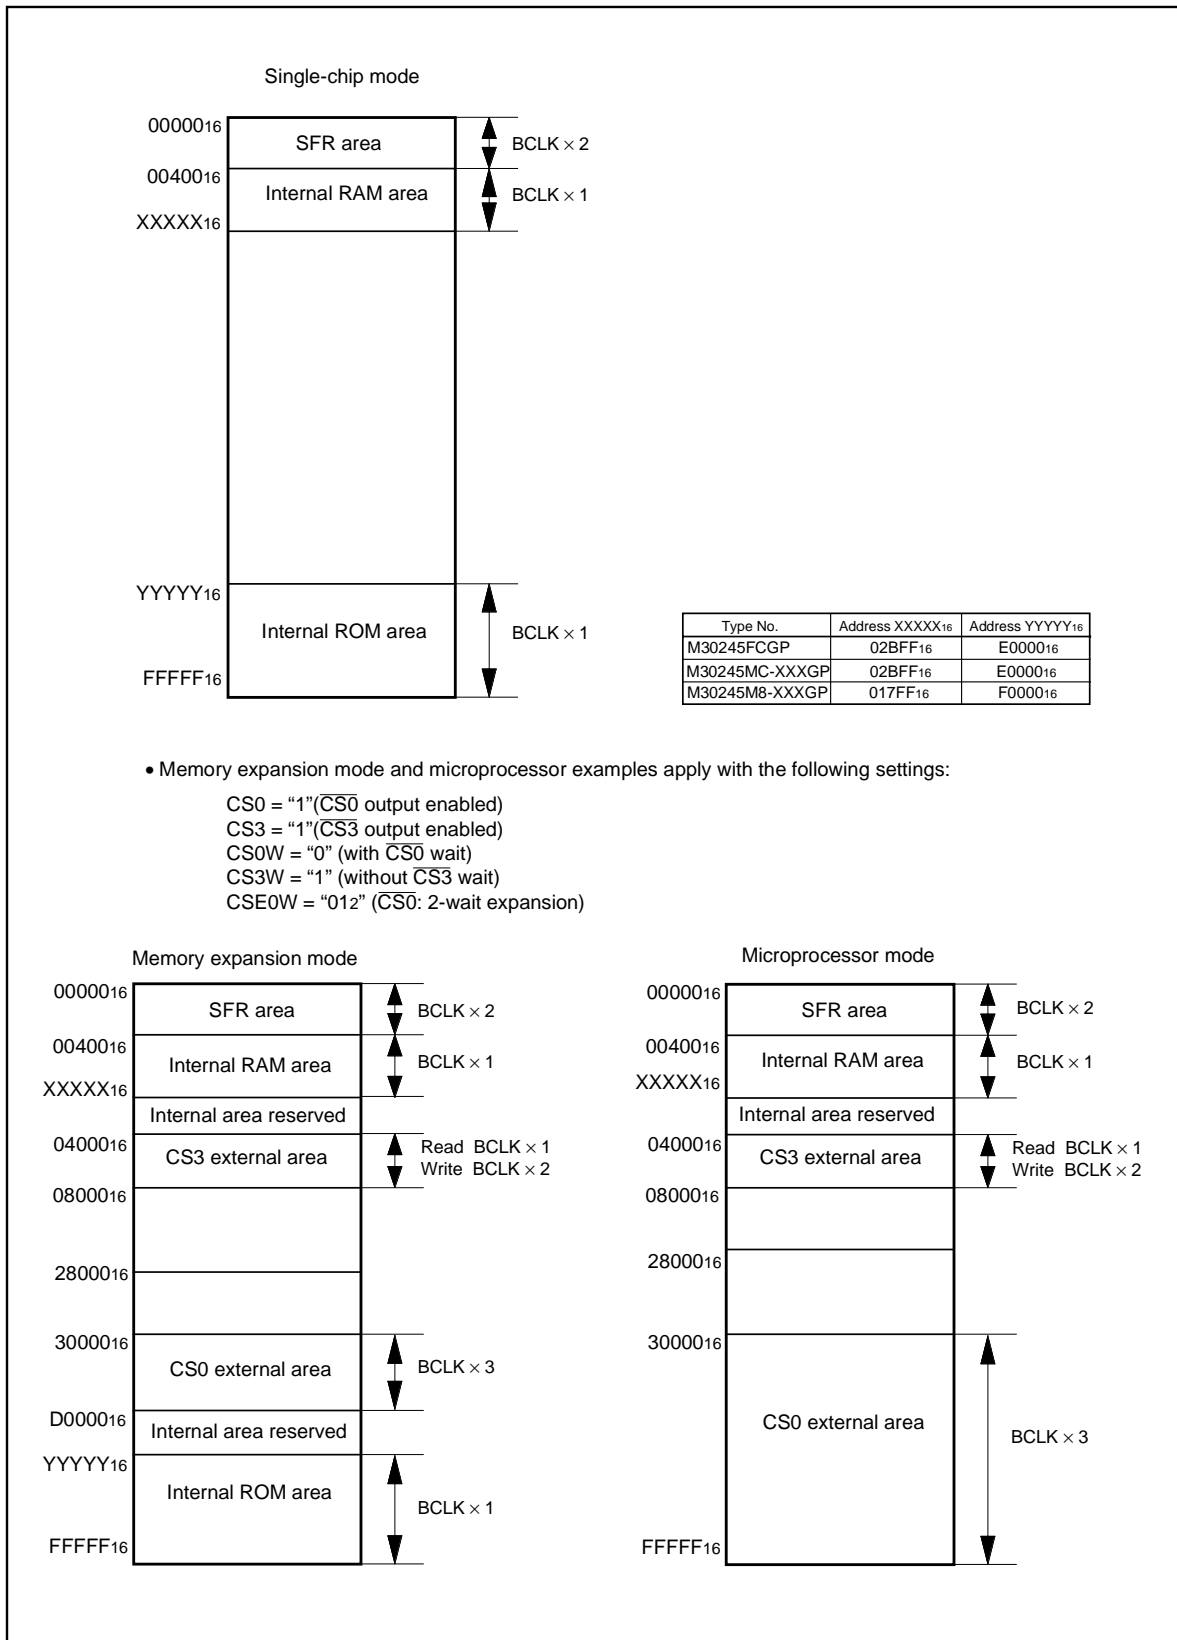 Single-chip mode
0000016
SFR area
BCLK × 2
0040016
Internal RAM area
BCLK × 1
XXXXX16
YYYYY16
Internal ROM area
BCLK × 1
FFFFF16
Type No. Address XXXXX16 Address YYYYY16
M30245FCGP 02BFF16 E000016
M30245MC-XXXGP 02BFF16 E000016
M30245M8-XXXGP 017FF16 F000016
• Memory expansion mode and microprocessor examples apply with the following settings:
CS0 = “1”(CS0 output enabled)
CS3 = “1”(CS3 output enabled)
CS0W = “0” (with CS0 wait)
CS3W = “1” (without CS3 wait)
CSE0W = “012” (CS0: 2-wait expansion)
Memory expansion mode
0000016
SFR area
BCLK × 2
0040016
Internal RAM area
BCLK × 1
XXXXX16
Internal area reserved
0400016
CS3 external area
Read BCLK × 1
Write BCLK × 2
0800016
2800016
3000016
CS0 external area
BCLK × 3
D000016
Internal area reserved
YYYYY16
Internal ROM area
BCLK × 1
FFFFF16
Microprocessor mode
0000016
SFR area
BCLK × 2
0040016
Internal RAM area
BCLK × 1
XXXXX16
Internal area reserved
0400016
CS3 external area
Read BCLK × 1
Write BCLK × 2
0800016
2800016
3000016
CS0 external area
BCLK × 3
FFFFF16